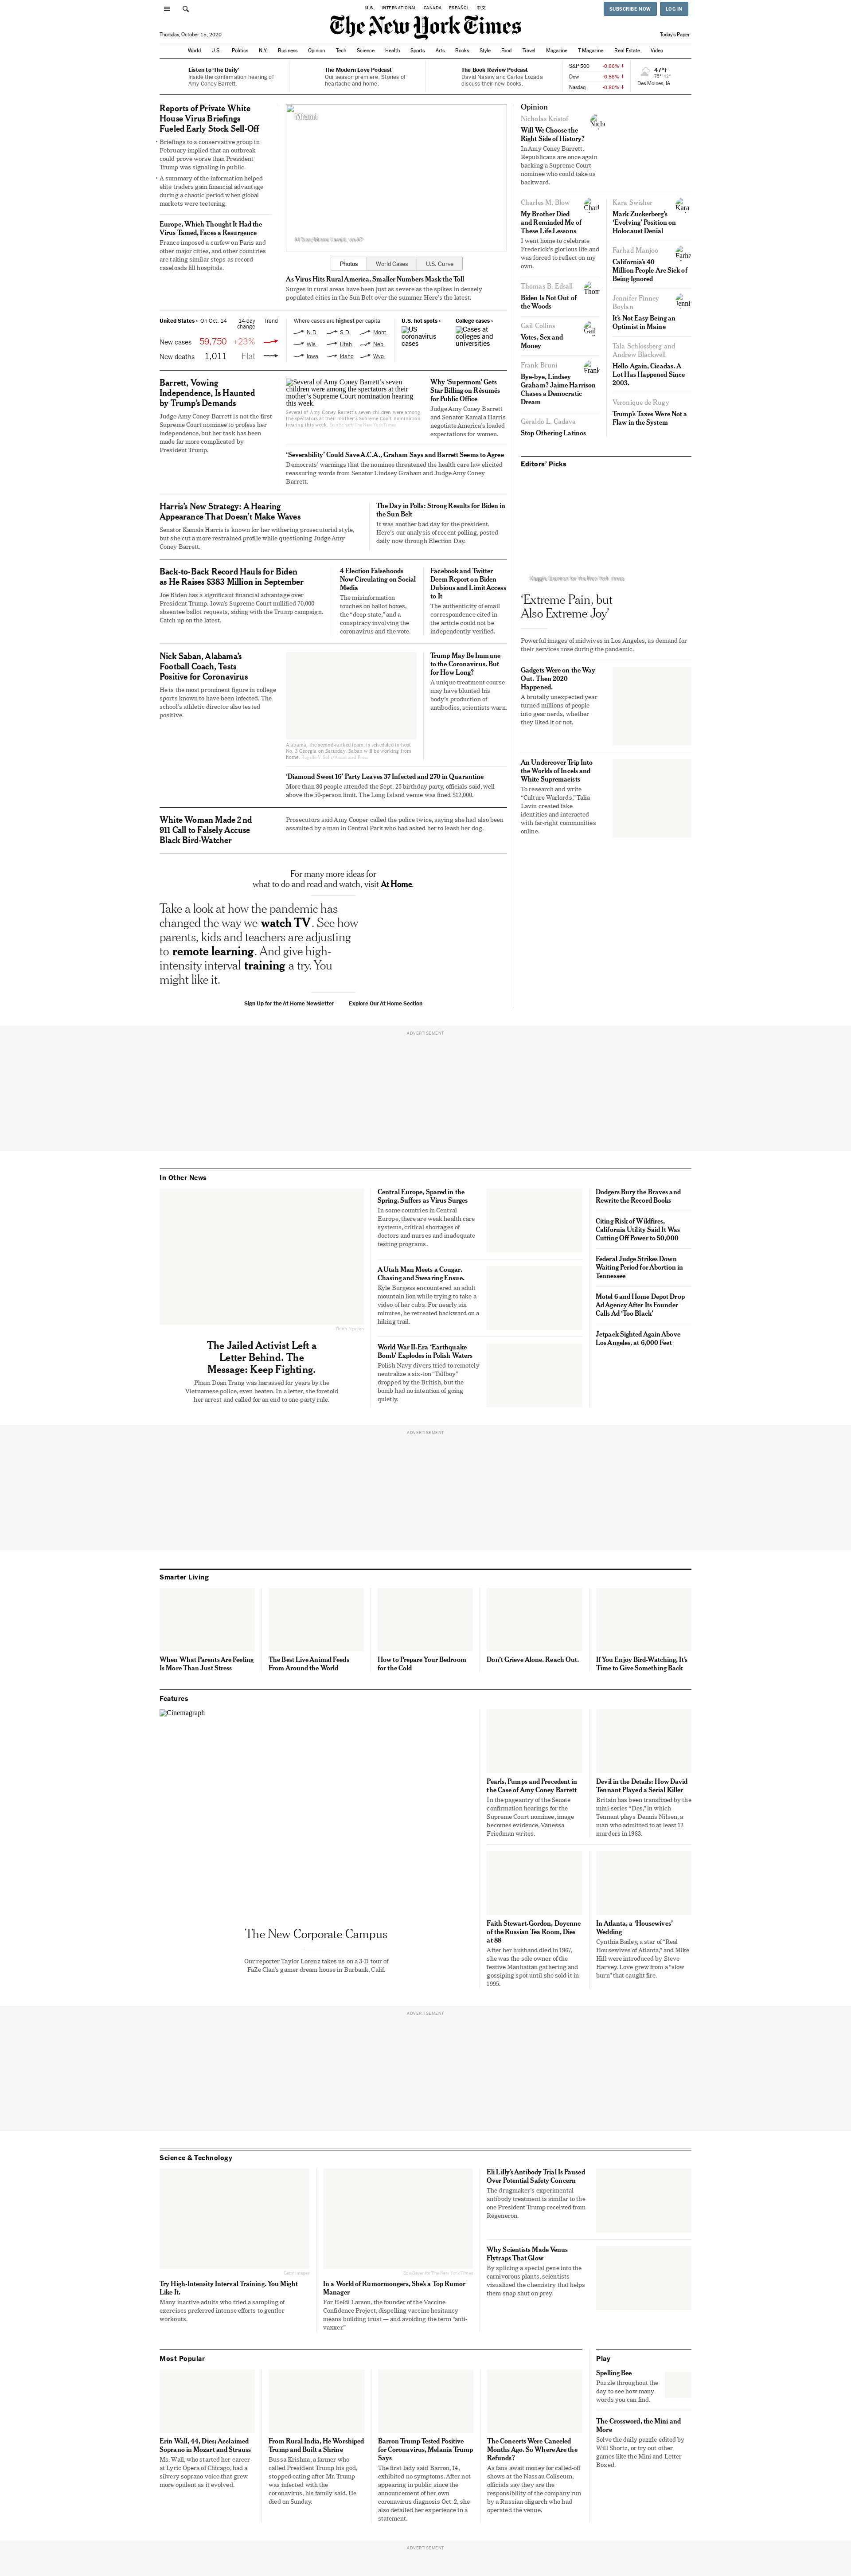 U.S. INTERNATIONAL CANADA ESPAÑOL 中文
SUBSCRIBE NOW LOG IN
The New York Times
Thursday, October 15, 2020
Today's Paper
World U.S. Politics N.Y. Business Opinion Tech Science Health Sports Arts Books Style Food Travel Magazine T Magazine Real Estate Video
Listen to 'The Daily'
Inside the confirmation hearing of
Amy Coney Barrett.
The Modern Love Podcast
Our season premiere: Stories of
heartache and home.
The Book Review Podcast
David Nasaw and Carlos Lozada
discuss their new books.
S&P 500 -0.66%
Dow -0.58%
Nasdaq -0.80%
47°F
Des Moines, IA
Reports of Private White
House Virus Briefings
Fueled Early Stock Sell-Off
Briefings to a conservative group in
February implied that an outbreak
could prove worse than President
Trump was signaling in public.
A summary of the information helped
elite traders gain financial advantage
during a chaotic period when global
markets were teetering.
Europe, Which Thought It Had the
Virus Tamed, Faces a Resurgence
France imposed a curfew on Paris and
other major cities, and other countries
are taking similar steps as record
caseloads fill hospitals.
Miami
Al Diaz/Miami Herald, via AP
Photos World Cases U.S. Curve
As Virus Hits Rural America, Smaller Numbers Mask the Toll
Surges in rural areas have been just as severe as the spikes in densely
populated cities in the Sun Belt over the summer. Here's the latest.
United States › On Oct. 14 14-day
change Trend
New cases 59,750 +23%
New deaths 1,011 Flat
Where cases are highest per capita
N.D. S.D. Mont.
Wis. Utah Neb.
Iowa Idaho Wyo.
U.S. hot spots ›
US
coronavirus
cases
College cases ›
Cases at
colleges and
universities
Barrett, Vowing
Independence, Is Haunted
by Trump's Demands
Judge Amy Coney Barrett is not the first
Supreme Court nominee to profess her
independence, but her task has been
made far more complicated by
President Trump.
Several of Amy Coney Barrett's seven
children were among the spectators at their
mother's Supreme Court nomination hearing
this week.
Several of Amy Coney Barrett's seven children were among
the spectators at their mother's Supreme Court nomination
hearing this week. Erin Schaff/The New York Times
Why 'Supermom' Gets
Star Billing on Résumés
for Public Office
Judge Amy Coney Barrett
and Senator Kamala Harris
negotiate America's loaded
expectations for women.
'Severability' Could Save A.C.A., Graham Says and Barrett Seems to Agree
Democrats' warnings that the nominee threatened the health care law elicited
reassuring words from Senator Lindsey Graham and Judge Amy Coney
Barrett.
Harris's New Strategy: A Hearing
Appearance That Doesn't Make Waves
Senator Kamala Harris is known for her withering prosecutorial style,
but she cut a more restrained profile while questioning Judge Amy
Coney Barrett.
The Day in Polls: Strong Results for Biden in
the Sun Belt
It was another bad day for the president.
Here's our analysis of recent polling, posted
daily now through Election Day.
Back-to-Back Record Hauls for Biden
as He Raises $383 Million in September
Joe Biden has a significant financial advantage over
President Trump. Iowa's Supreme Court nullified 70,000
absentee ballot requests, siding with the Trump campaign.
Catch up on the latest.
4 Election Falsehoods
Now Circulating on Social
Media
The misinformation
touches on ballot boxes,
the "deep state," and a
conspiracy involving the
coronavirus and the vote.
Facebook and Twitter
Deem Report on Biden
Dubious and Limit Access
to It
The authenticity of email
correspondence cited in
the article could not be
independently verified.
Nick Saban, Alabama's
Football Coach, Tests
Positive for Coronavirus
He is the most prominent figure in college
sports known to have been infected. The
school's athletic director also tested
positive.
Alabama, the second-ranked team, is scheduled to host
No. 3 Georgia on Saturday. Saban will be working from
home.
Trump May Be Immune
to the Coronavirus. But
for How Long?
A unique treatment course
may have blunted his
body's production of
antibodies, scientists warn.
'Diamond Sweet 16' Party Leaves 37 Infected and 270 in Quarantine
More than 80 people attended the Sept. 25 birthday party, officials said, well
above the 50-person limit. The Long Island venue was fined $12,000.
White Woman Made 2nd
911 Call to Falsely Accuse
Black Bird-Watcher
Prosecutors said Amy Cooper called the police twice, saying she had also been
assaulted by a man in Central Park who had asked her to leash her dog.
For many more ideas for
what to do and read and watch, visit At Home.
Take a look at how the pandemic has
changed the way we watch TV. See how
parents, kids and teachers are adjusting
to remote learning. And give high-
intensity interval training a try. You
might like it.
Sign Up for the At Home Newsletter Explore Our At Home Section
Opinion
Nicholas Kristof
Will We Choose the
Right Side of History?
In Amy Coney Barrett,
Republicans are once again
backing a Supreme Court
nominee who could take us
backward.
Charles M. Blow
My Brother Died
and Reminded Me of
These Life Lessons
I went home to celebrate
Frederick's glorious life and
was forced to reflect on my
own.
Thomas B. Edsall
Biden Is Not Out of
the Woods
Gail Collins
Votes, Sex and
Money
Frank Bruni
Bye-bye, Lindsey
Graham? Jaime Harrison
Chases a Democratic
Dream
Geraldo L. Cadava
Stop Othering Latinos
Kara Swisher
Mark Zuckerberg's
'Evolving' Position on
Holocaust Denial
Farhad Manjoo
California's 40
Million People Are Sick of
Being Ignored
Jennifer Finney
Boylan
It's Not Easy Being an
Optimist in Maine
Tala Schlossberg and
Andrew Blackwell
Hello Again, Cicadas. A
Lot Has Happened Since
2003.
Veronique de Rugy
Trump's Taxes Were Not a
Flaw in the System
Editors' Picks
Maggie Shannon for The New York Times
'Extreme Pain, but
Also Extreme Joy'
Powerful images of midwives in Los Angeles, as demand for
their services rose during the pandemic.
Gadgets Were on the Way
Out. Then 2020
Happened.
A brutally unexpected year
turned millions of people
into gear nerds, whether
they liked it or not.
An Undercover Trip Into
the Worlds of Incels and
White Supremacists
To research and write
"Culture Warlords," Talia
Lavin created fake
identities and interacted
with far-right communities
online.
ADVERTISEMENT
In Other News
The Jailed Activist Left a
Letter Behind. The
Message: Keep Fighting.
Pham Doan Trang was harassed for years by the
Vietnamese police, even beaten. In a letter, she foretold
her arrest and called for an end to one-party rule.
Central Europe, Spared in the
Spring, Suffers as Virus Surges
In some countries in Central
Europe, there are weak health care
systems, critical shortages of
doctors and nurses and inadequate
testing programs.
A Utah Man Meets a Cougar.
Chasing and Swearing Ensue.
Kyle Burgess encountered an adult
mountain lion while trying to take a
video of her cubs. For nearly six
minutes, he retreated backward on a
hiking trail.
World War II-Era 'Earthquake
Bomb' Explodes in Polish Waters
Polish Navy divers tried to remotely
neutralize a six-ton "Tallboy"
dropped by the British, but the
bomb had no intention of going
quietly.
Dodgers Bury the Braves and
Rewrite the Record Books
Citing Risk of Wildfires,
California Utility Said It Was
Cutting Off Power to 50,000
Federal Judge Strikes Down
Waiting Period for Abortion in
Tennessee
Motel 6 and Home Depot Drop
Ad Agency After Its Founder
Calls Ad 'Too Black'
Jetpack Sighted Again Above
Los Angeles, at 6,000 Feet
ADVERTISEMENT
Smarter Living
When What Parents Are Feeling
Is More Than Just Stress
The Best Live Animal Feeds
From Around the World
How to Prepare Your Bedroom
for the Cold
Don't Grieve Alone. Reach Out.
If You Enjoy Bird-Watching, It's
Time to Give Something Back
Features
Cinemagraph
The New Corporate Campus
Our reporter Taylor Lorenz takes us on a 3-D tour of
FaZe Clan's gamer dream house in Burbank, Calif.
Pearls, Pumps and Precedent in
the Case of Amy Coney Barrett
In the pageantry of the Senate
confirmation hearings for the
Supreme Court nominee, image
becomes evidence, Vanessa
Friedman writes.
Devil in the Details: How David
Tennant Played a Serial Killer
Britain has been transfixed by the
mini-series "Des," in which
Tennant plays Dennis Nilsen, a
man who admitted to at least 12
murders in 1983.
Faith Stewart-Gordon, Doyenne
of the Russian Tea Room, Dies
at 88
After her husband died in 1967,
she was the sole owner of the
festive Manhattan gathering and
gossiping spot until she sold it in
1995.
In Atlanta, a 'Housewives'
Wedding
Cynthia Bailey, a star of "Real
Housewives of Atlanta," and Mike
Hill were introduced by Steve
Harvey. Love grew from a "slow
burn" that caught fire.
ADVERTISEMENT
Science & Technology
Getty Images
Try High-Intensity Interval Training. You Might
Like It.
Many inactive adults who tried a sampling of
exercises preferred intense efforts to gentler
workouts.
In a World of Rumormongers, She's a Top Rumor
Manager
For Heidi Larson, the founder of the Vaccine
Confidence Project, dispelling vaccine hesitancy
means building trust — and avoiding the term "anti-
vaxxer."
Eli Lilly's Antibody Trial Is Paused
Over Potential Safety Concern
The drugmaker's experimental
antibody treatment is similar to the
one President Trump received from
Regeneron.
Why Scientists Made Venus
Flytraps That Glow
By splicing a special gene into the
carnivorous plants, scientists
visualized the chemistry that helps
them snap shut on prey.
Most Popular
Erin Wall, 44, Dies; Acclaimed
Soprano in Mozart and Strauss
Ms. Wall, who started her career
at Lyric Opera of Chicago, had a
silvery soprano voice that grew
more opulent as it evolved.
From Rural India, He Worshiped
Trump and Built a Shrine
Bussa Krishna, a farmer who
called President Trump his god,
stopped eating after Mr. Trump
was infected with the
coronavirus, his family said. He
died on Sunday.
Barron Trump Tested Positive
for Coronavirus, Melania Trump
Says
The first lady said Barron, 14,
exhibited no symptoms. After not
appearing in public since the
announcement of her own
coronavirus diagnosis Oct. 2, she
also detailed her experience in a
statement.
The Concerts Were Canceled
Months Ago. So Where Are the
Refunds?
As fans await money for called-off
shows at the Nassau Coliseum,
officials say they are the
responsibility of the company run
by a Russian oligarch who had
operated the venue.
Play
Spelling Bee
Puzzle throughout the
day to see how many
words you can find.
The Crossword, the Mini and
More
Solve the daily puzzle edited by
Will Shortz, or try out other
games like the Mini and Letter
Boxed.
ADVERTISEMENT